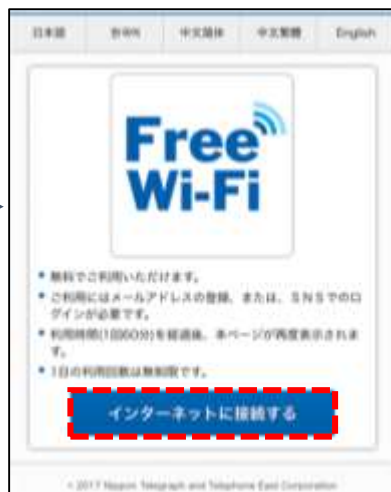 日本語 한국어 中文简体 中文繁體 English
Free
Wi-Fi
無料でご利用いただけます。
ご利用にはメールアドレスの登録、または、SNSでのロ
グインが必要です。
利用時間(1回60分)を経過後、本ページが再度表示されま
す。
1日の利用回数は無制限です。
インターネットに接続する
© 2017 Nippon Telegraph and Telephone East Corporation